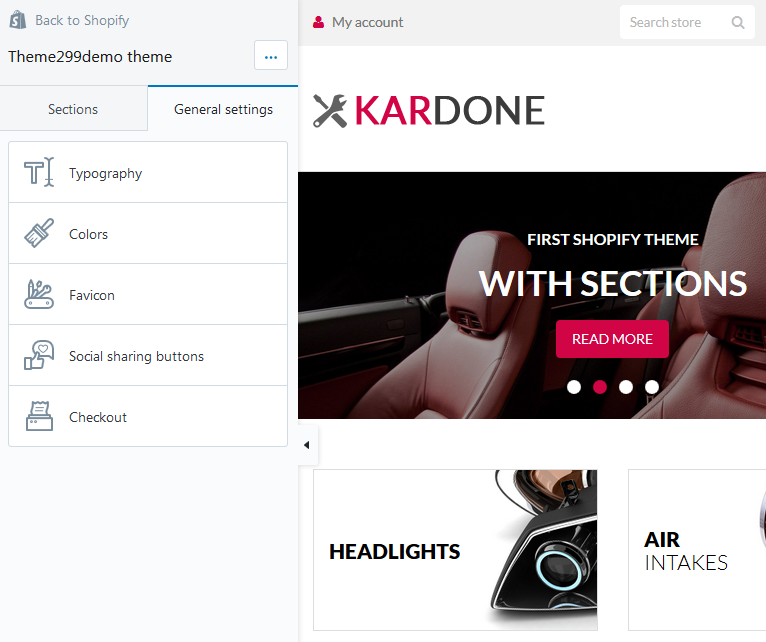 Back to Shopify
Theme299demo theme
...
Sections
General settings
Typography
Colors
Favicon
Social sharing buttons
Checkout
My account
Search store
KARDONE
FIRST SHOPIFY THEME
WITH SECTIONS
READ MORE
HEADLIGHTS
AIR
INTAKES